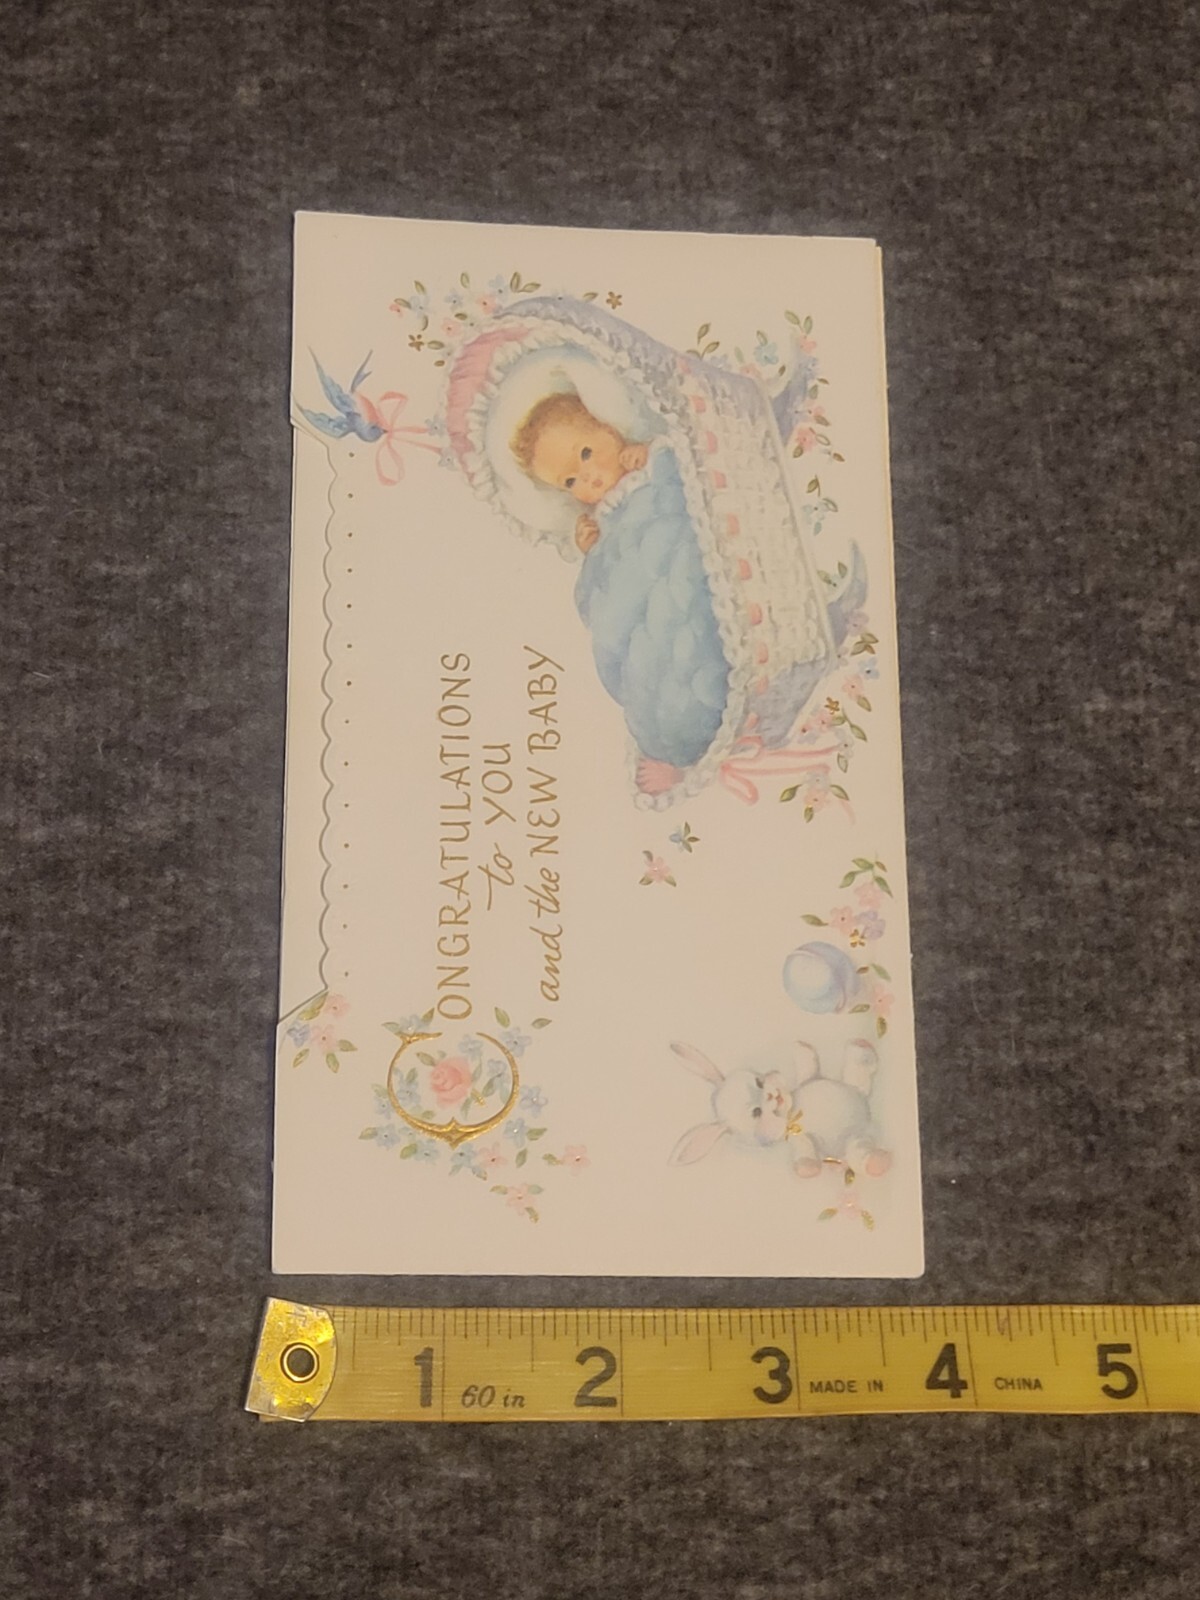 CONGRATULATIONS
to YOU
and the NEW BABY
1 60 in 2 3 MADE IN 4 CHINA 5